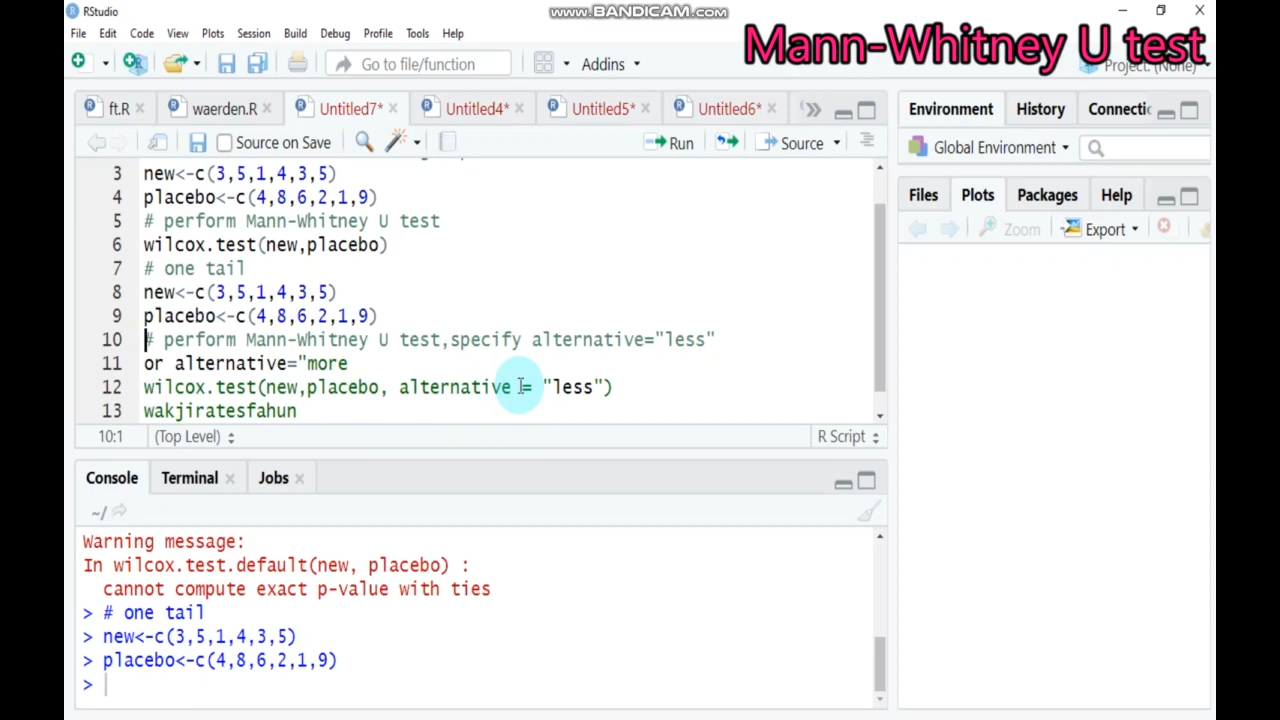 RStudio
www.BANDICAM.com
File Edit Code View Plots Session Build Debug Profile Tools Help
Mann-Whitney U test
Go to file/function
Addins
Project: (None)
ft.R
waerden.R
Untitled7*
Untitled4*
Untitled5*
Untitled6*
Source on Save
Run
Source
3 new<-c(3,5,1,4,3,5)
4 placebo<-c(4,8,6,2,1,9)
5 # perform Mann-Whitney U test
6 wilcox.test(new,placebo)
7 # one tail
8 new<-c(3,5,1,4,3,5)
9 placebo<-c(4,8,6,2,1,9)
10 # perform Mann-Whitney U test,specify alternative="less"
11 or alternative="more
12 wilcox.test(new,placebo, alternative = "less")
13 wakjiratesfahun
10:1 (Top Level) R Script
Console Terminal Jobs
~/
Warning message:
In wilcox.test.default(new, placebo) :
cannot compute exact p-value with ties
> # one tail
> new<-c(3,5,1,4,3,5)
> placebo<-c(4,8,6,2,1,9)
>
Environment History Connectic
Global Environment
Files Plots Packages Help
Zoom Export